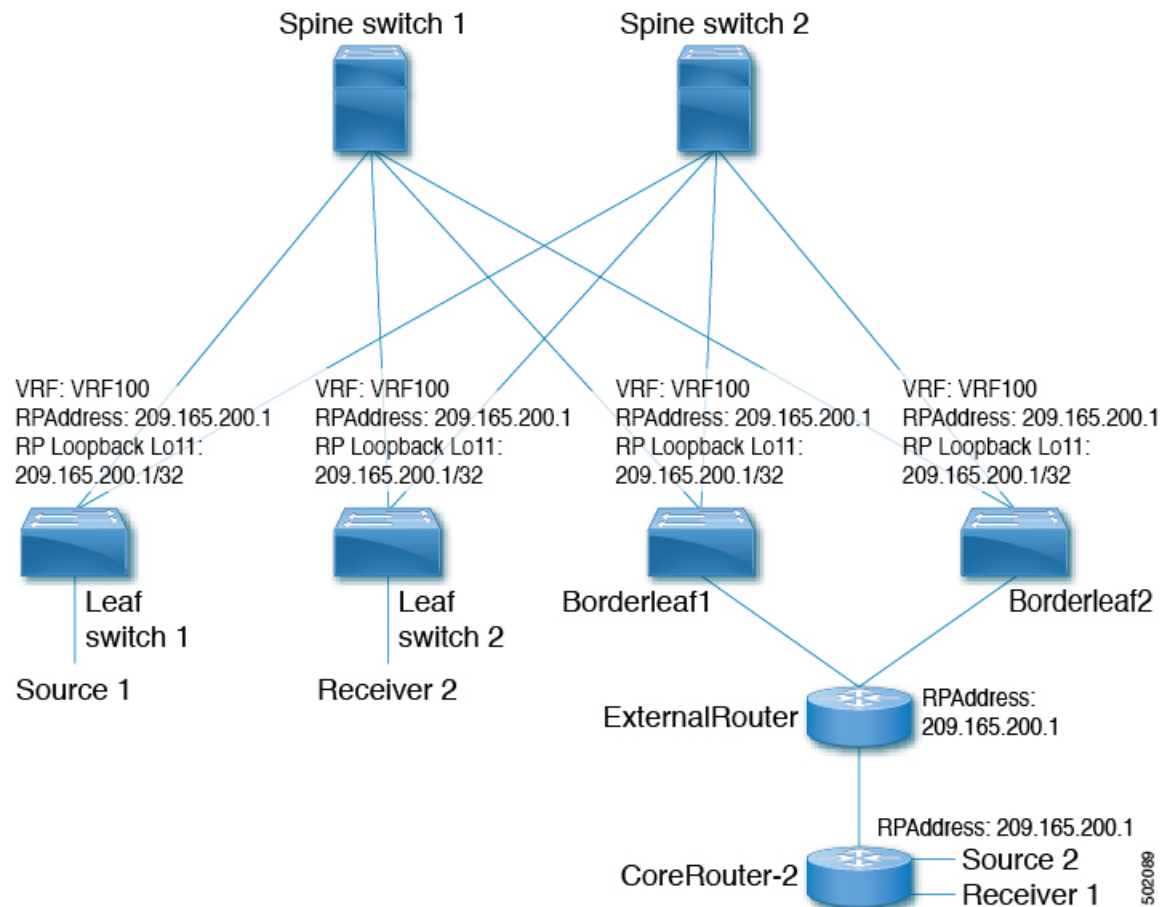 Spine switch 1
Spine switch 2
VRF: VRF100
RPAddress: 209.165.200.1
RP Loopback Lo11:
209.165.200.1/32
VRF: VRF100
RPAddress: 209.165.200.1
RP Loopback Lo11:
209.165.200.1/32
VRF: VRF100
RPAddress: 209.165.200.1
RP Loopback Lo11:
209.165.200.1/32
VRF: VRF100
RPAddress: 209.165.200.1
RP Loopback Lo11:
209.165.200.1/32
Leaf
switch 1
Source 1
Leaf
switch 2
Receiver 2
Borderleaf1
Borderleaf2
ExternalRouter
RPAddress:
209.165.200.1
RPAddress: 209.165.200.1
CoreRouter-2
Source 2
Receiver 1
502089